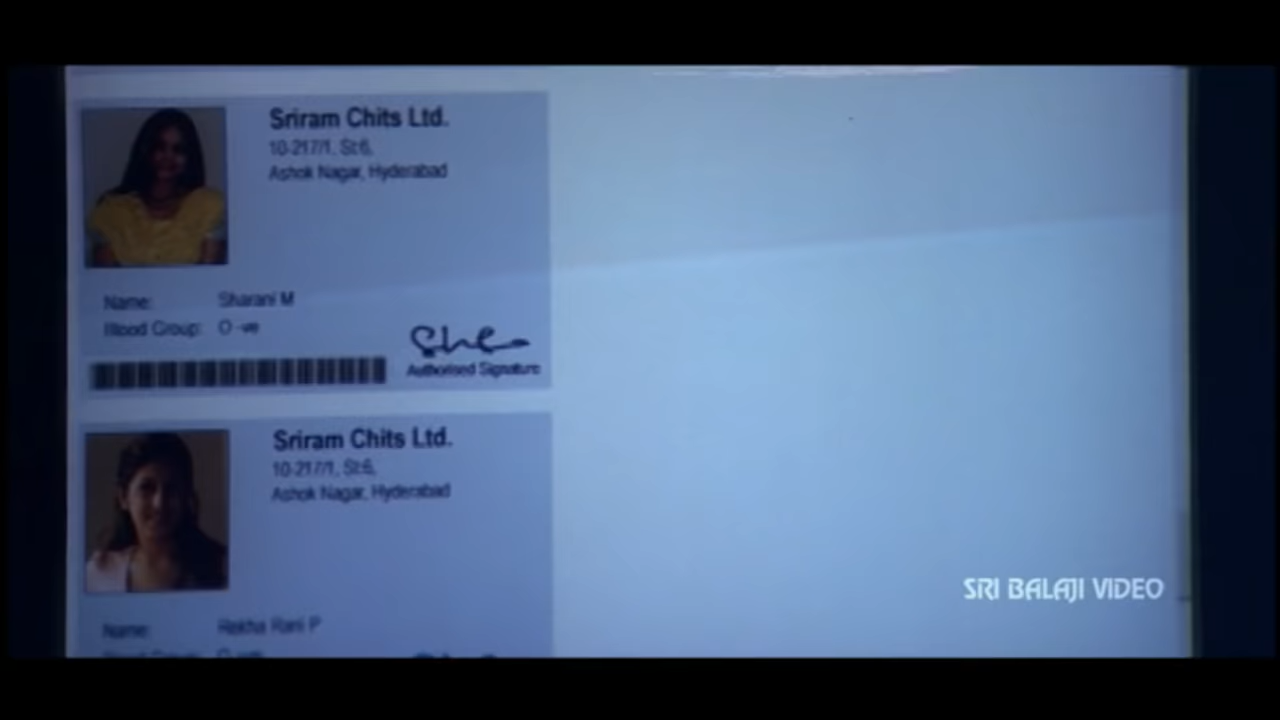 Sriram Chits Ltd.
10-217/1, St:6,
Ashok Nagar, Hyderabad
Name: Sharani M
Blood Group: O -ve
Authorised Signature
Sriram Chits Ltd.
10-217/1, St:6,
Ashok Nagar, Hyderabad
Name: Rekha Rani P
SRI BALAJI VIDEO